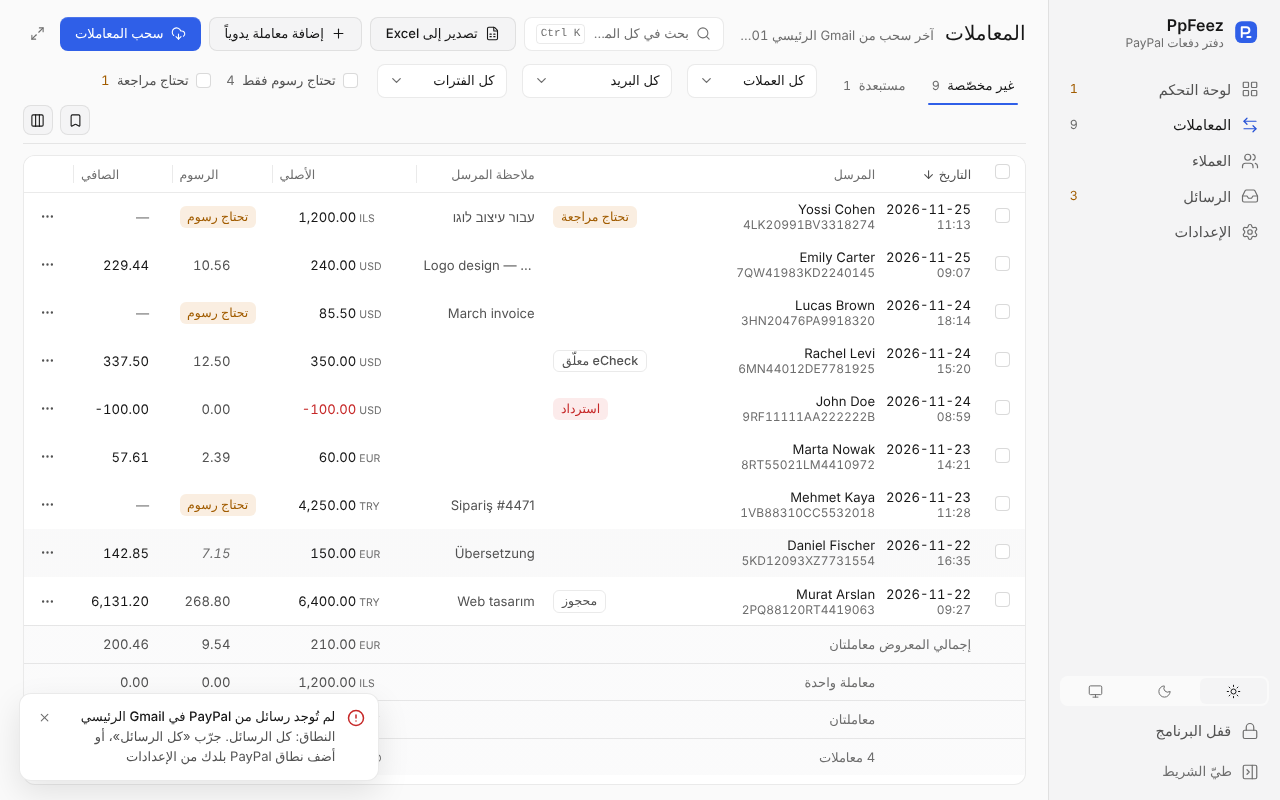 PpFeez
دفتر دفعات PayPal
لوحة التحكم 1
المعاملات 9
العملاء
الرسائل 3
الإعدادات
قفل البرنامج
طيّ الشريط
المعاملات
آخر سحب من Gmail الرئيسي 01...
بحث في كل الم... Ctrl K
تصدير إلى Excel
إضافة معاملة يدوياً
سحب المعاملات
غير مخصّصة 9
مستبعدة 1
كل العملات
كل البريد
كل الفترات
تحتاج رسوم فقط 4
تحتاج مراجعة 1
التاريخ المرسل ملاحظة المرسل الأصلي الرسوم الصافي
2026-11-25 Yossi Cohen تحتاج مراجعة עבור עיצוב לוגו 1,200.00 ILS تحتاج رسوم —
11:13 4LK20991BV3318274
2026-11-25 Emily Carter Logo design — ... 240.00 USD 10.56 229.44
09:07 7QW41983KD2240145
2026-11-24 Lucas Brown March invoice 85.50 USD تحتاج رسوم —
18:14 3HN20476PA9918320
2026-11-24 Rachel Levi eCheck معلّق 350.00 USD 12.50 337.50
15:20 6MN44012DE7781925
2026-11-24 John Doe استرداد -100.00 USD 0.00 -100.00
08:59 9RF11111AA222222B
2026-11-23 Marta Nowak 60.00 EUR 2.39 57.61
14:21 8RT55021LM4410972
2026-11-23 Mehmet Kaya Sipariş #4471 4,250.00 TRY تحتاج رسوم —
11:28 1VB88310CC5532018
2026-11-22 Daniel Fischer Übersetzung 150.00 EUR 7.15 142.85
16:35 5KD12093XZ7731554
2026-11-22 Murat Arslan محجوز Web tasarım 6,400.00 TRY 268.80 6,131.20
09:27 2PQ88120RT4419063
إجمالي المعروض معاملتان 210.00 EUR 9.54 200.46
معاملة واحدة 1,200.00 ILS 0.00 0.00
معاملتان
4 معاملات
لم تُوجد رسائل من PayPal في Gmail الرئيسي
النطاق: كل الرسائل. جرّب «كل الرسائل»، أو
أضف نطاق PayPal بلدك من الإعدادات